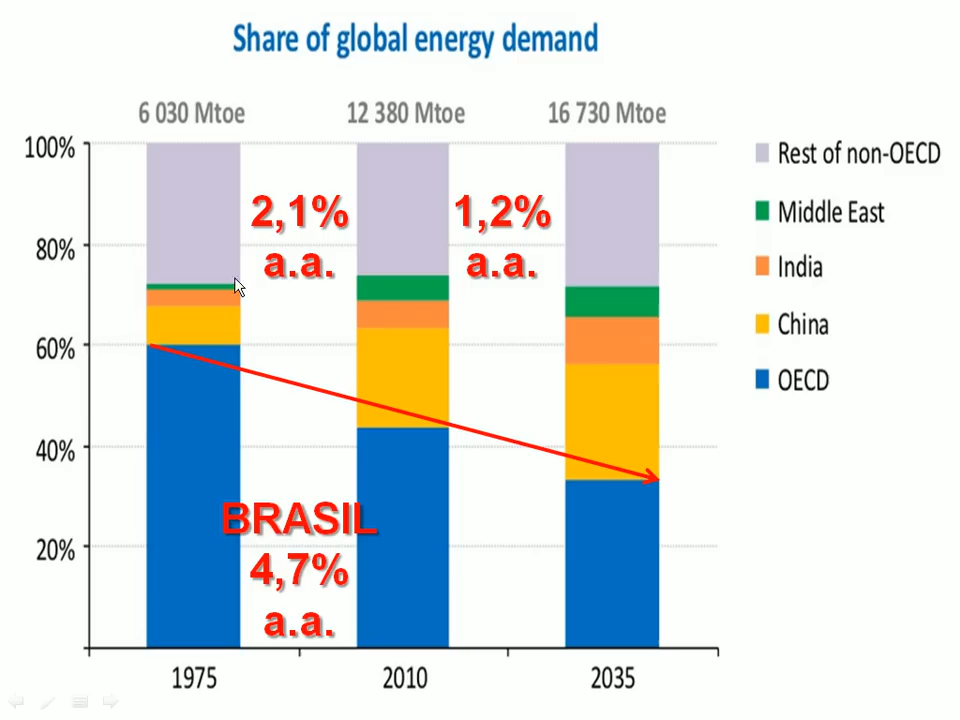 Share of global energy demand
6 030 Mtoe
12 380 Mtoe
16 730 Mtoe
100%
80%
60%
40%
20%
2,1%
a.a.
1,2%
a.a.
BRASIL
4,7%
a.a.
1975
2010
2035
Rest of non-OECD
Middle East
India
China
OECD